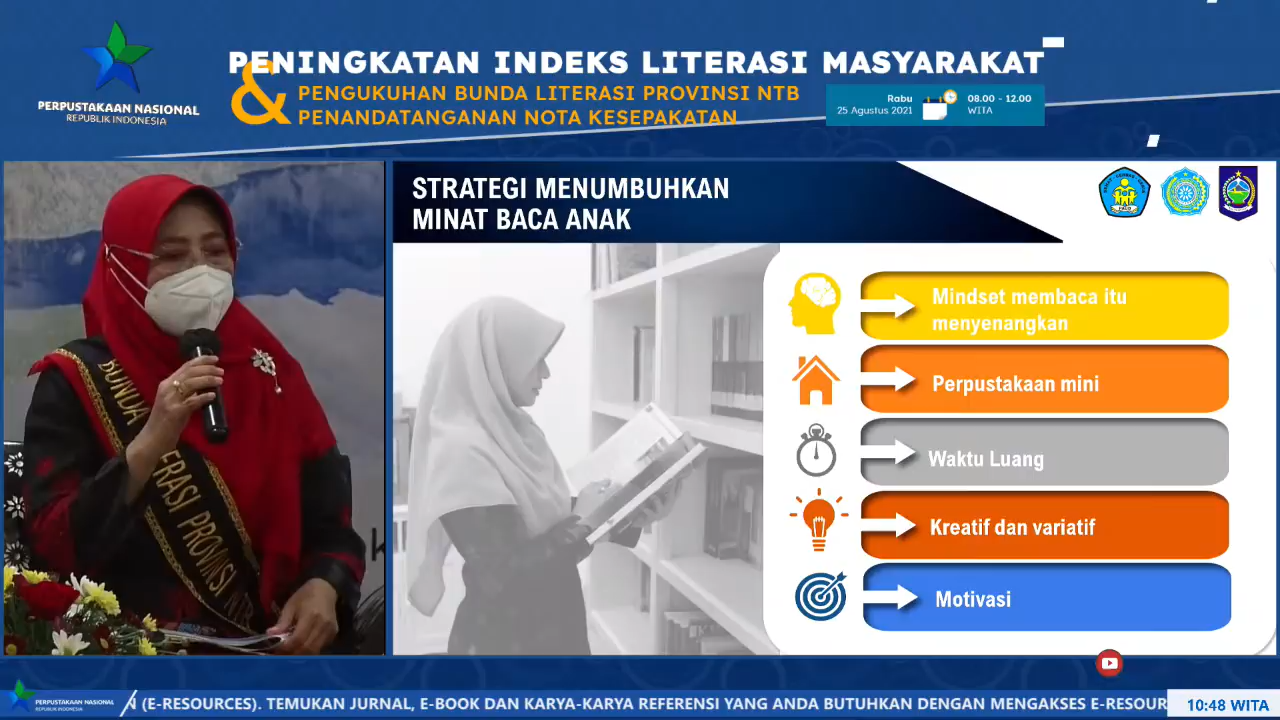 PERPUSTAKAAN NASIONAL
REPUBLIK INDONESIA
PENINGKATAN INDEKS LITERASI MASYARAKAT
& PENGUKUHAN BUNDA LITERASI PROVINSI NTB
PENANDATANGANAN NOTA KESEPAKATAN
Rabu
25 Agustus 2021
08.00 - 12.00
WITA
STRATEGI MENUMBUHKAN
MINAT BACA ANAK
Mindset membaca itu
menyenangkan
Perpustakaan mini
Waktu Luang
Kreatif dan variatif
Motivasi
BUNDA ERASI PROVINSI
PERPUSTAKAAN NASIONAL
REPUBLIK INDONESIA
(E-RESOURCES). TEMUKAN JURNAL, E-BOOK DAN KARYA-KARYA REFERENSI YANG ANDA BUTUHKAN DENGAN MENGAKSES E-RESOUR
10:48 WITA